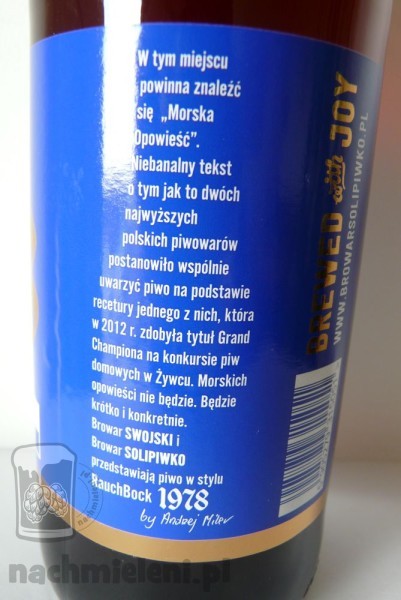 W tym miejscu
powinna znaleźć
się „Morska
Opowieść”.
Niebanalny tekst
o tym jak to dwóch
najwyższych
polskich piwowarów
postanowiło wspólnie
uwarzyć piwo na podstawie
recetury jednego z nich, która
w 2012 r. zdobyła tytuł Grand
Championa na konkursie piw
domowych w Żywcu. Morskich
opowieści nie będzie. Będzie
krótko i konkretnie.
Browar SWOJSKI i
Browar SOLIPIWKO
przedstawiają piwo w stylu
RauchBock 1978
by Andrzej Miler
BREWED with JOY
WWW.BROWARSOLIPIWKO.PL
nachmieleni.pl